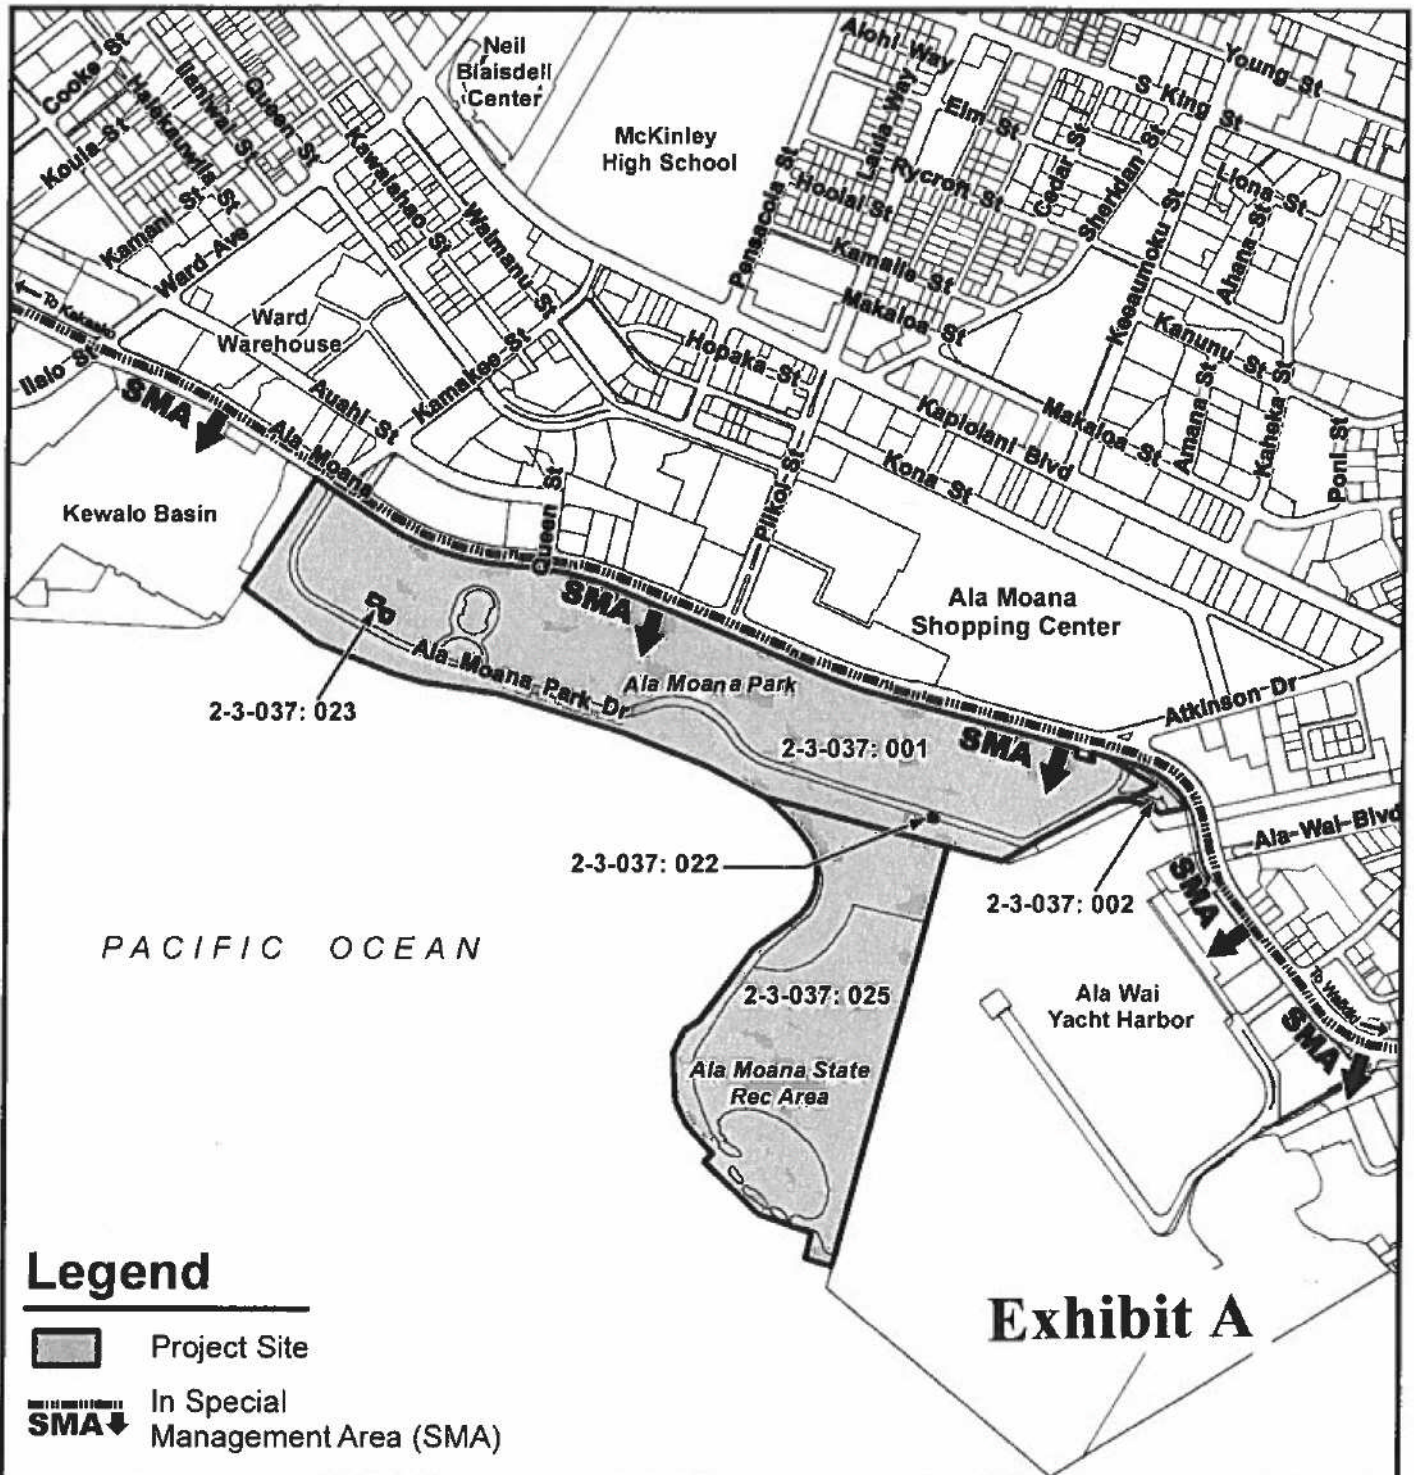 Neil
Blaisdell
Center
McKinley
High School
Alohi Way
Young St
S King St
Cooke St
Ilaniwai St
Queen St
Halekauwila St
Koula St
Kawaiahao St
Elm St
Laula Way
Cedar St
Sheridan St
Liona St
Rycroft St
Hoolai St
Pensacola St
Waimanu St
Kamani St
Ward Ave
Kamaile St
Keeaumoku St
Ahana St
To Kakaako
Ward
Warehouse
Makaloa St
Kanunu St
Ilalo St
SMA
Auahi St
Kamakee St
Hopaka St
Kapiolani Blvd
Makaloa St
Amana St
Kaheka St
Poni St
Ala Moana
Kona St
Piikoi St
Queen St
Kewalo Basin
SMA
Ala Moana
Shopping Center
Ala Moana Park Dr
Ala Moana Park
Atkinson Dr
2-3-037: 023
2-3-037: 001
SMA
Ala Wai Blvd
2-3-037: 022
2-3-037: 002
SMA
PACIFIC OCEAN
2-3-037: 025
Ala Wai
Yacht Harbor
To Waikiki
SMA
Ala Moana State
Rec Area
Legend
Exhibit A
Project Site
SMA
In Special
Management Area (SMA)